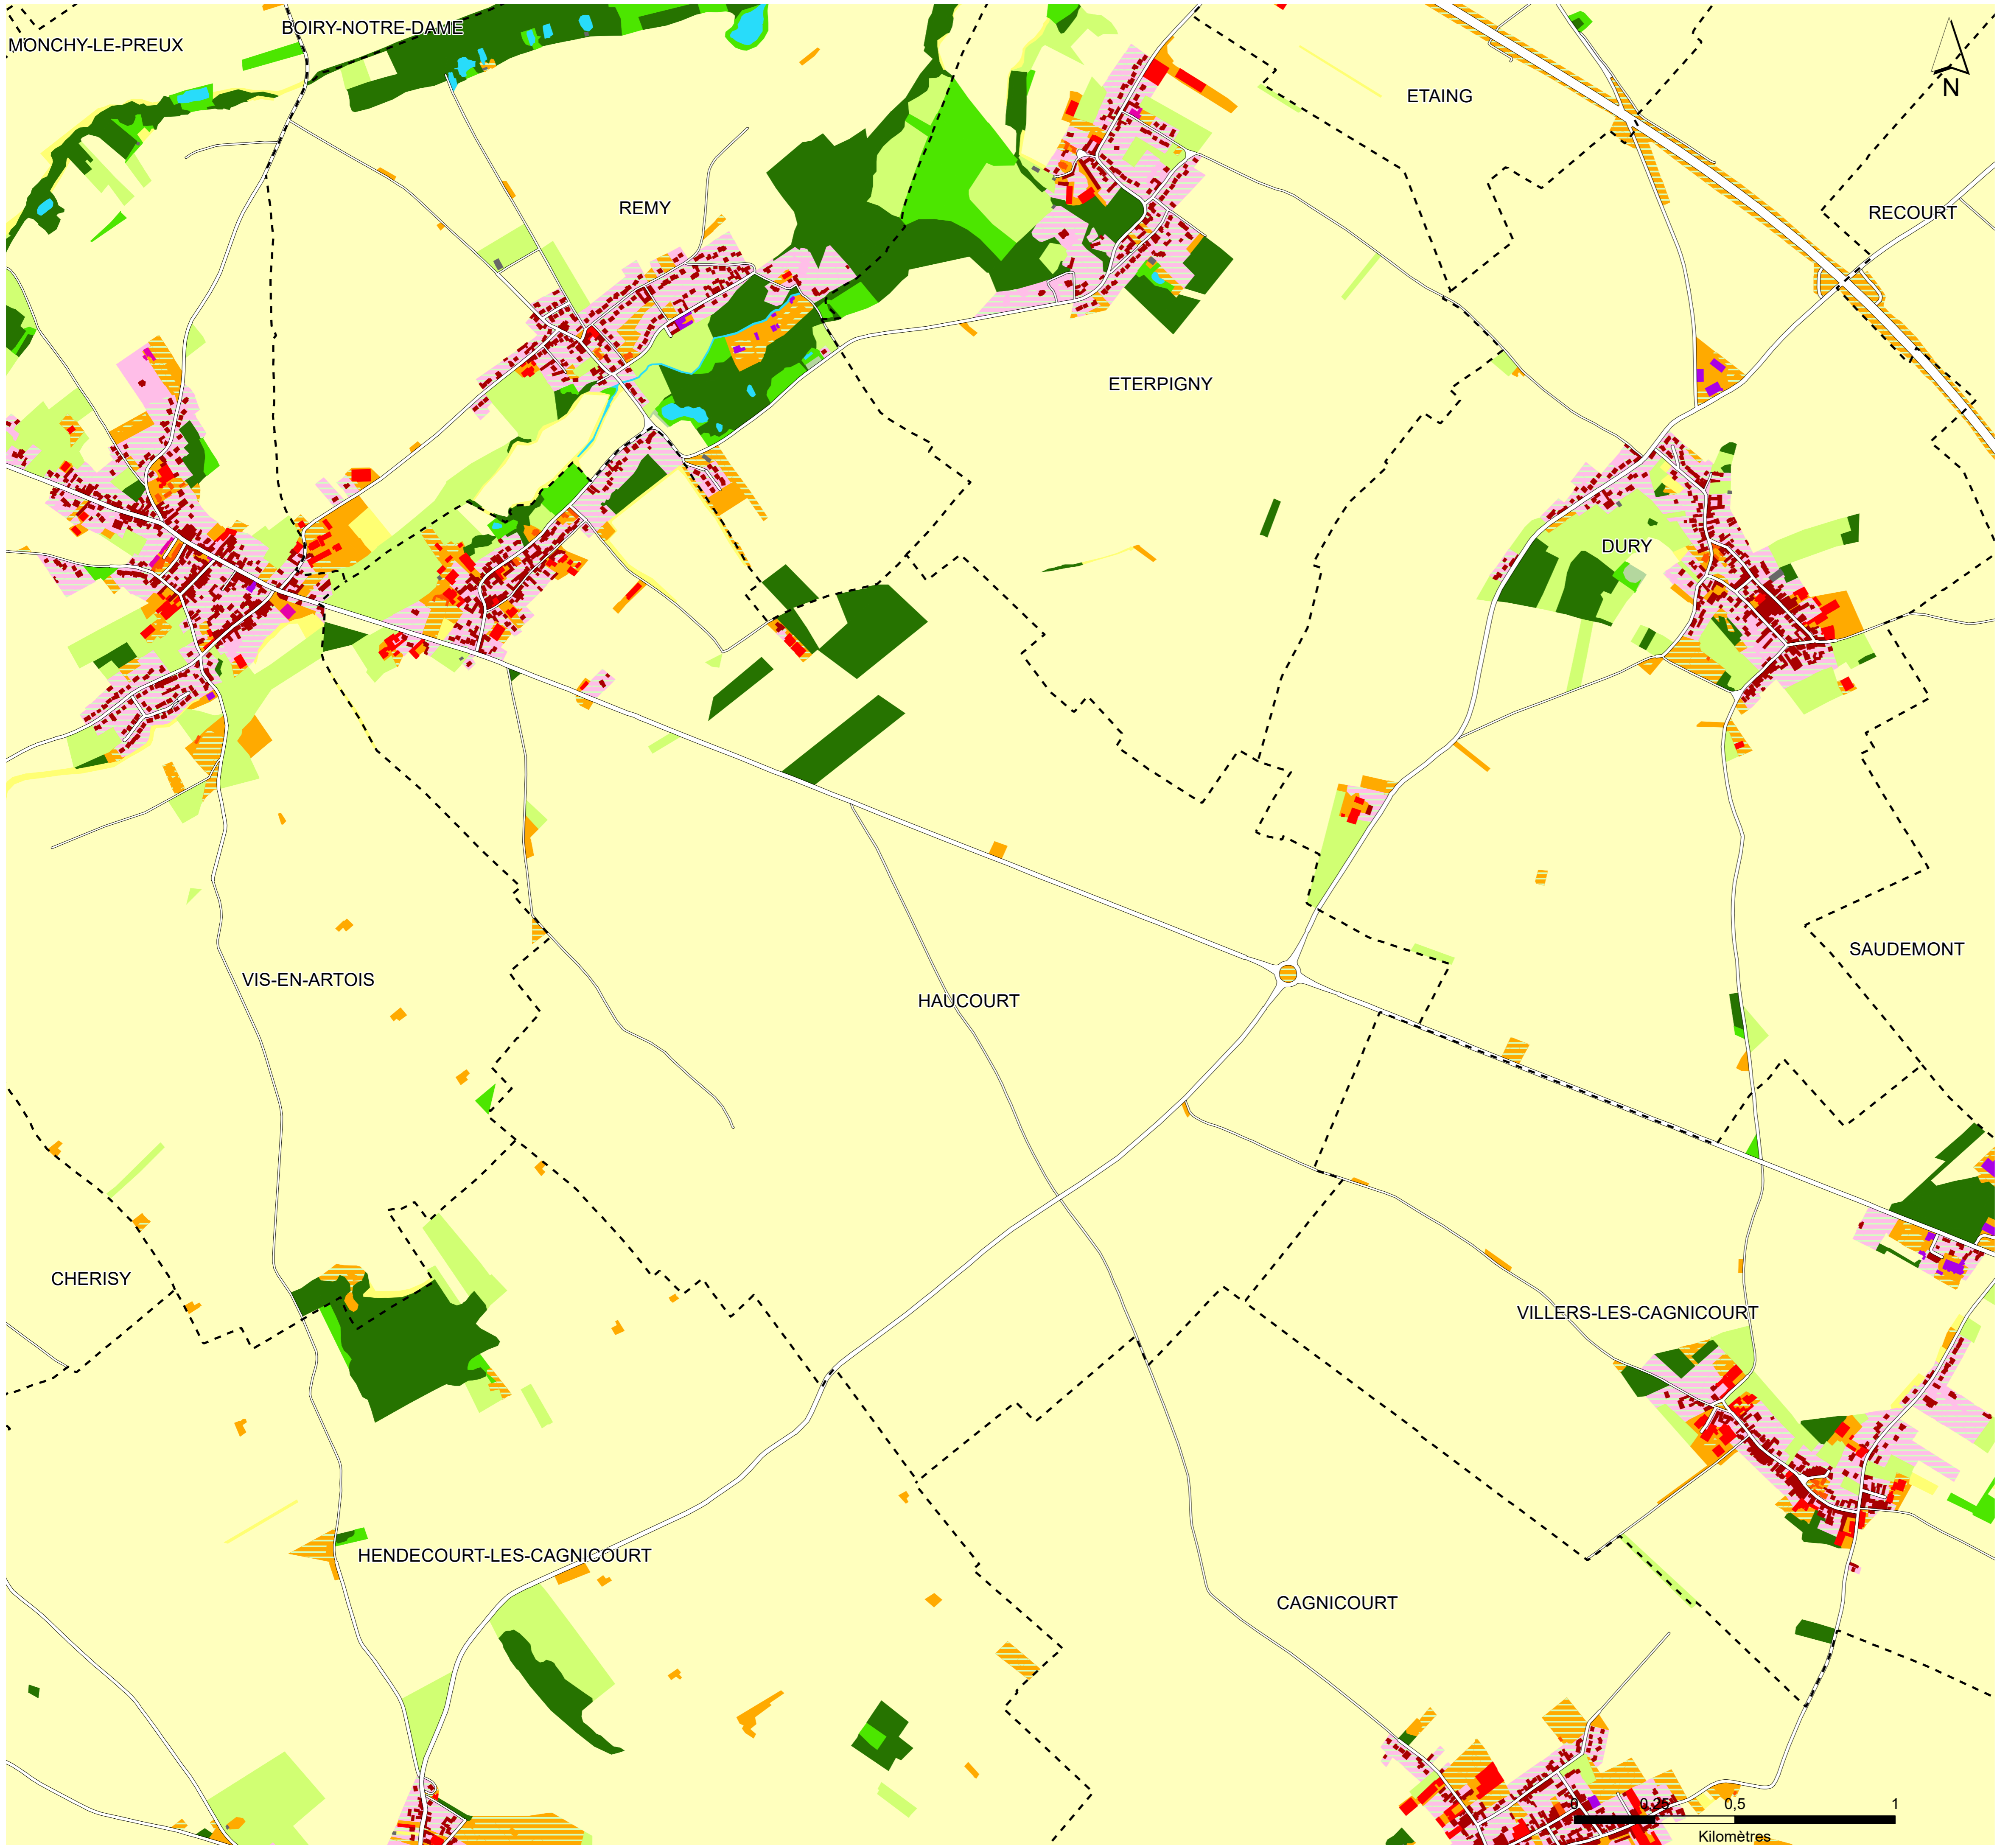 BOIRY-NOTRE-DAME
MONCHY-LE-PREUX
N
ETAING
REMY
RECOURT
ETERPIGNY
DURY
SAUDEMONT
VIS-EN-ARTOIS
HAUCOURT
CHERISY
VILLERS-LES-CAGNICOURT
HENDECOURT-LES-CAGNICOURT
CAGNICOURT
0 0,25 0,5 1
Kilomètres